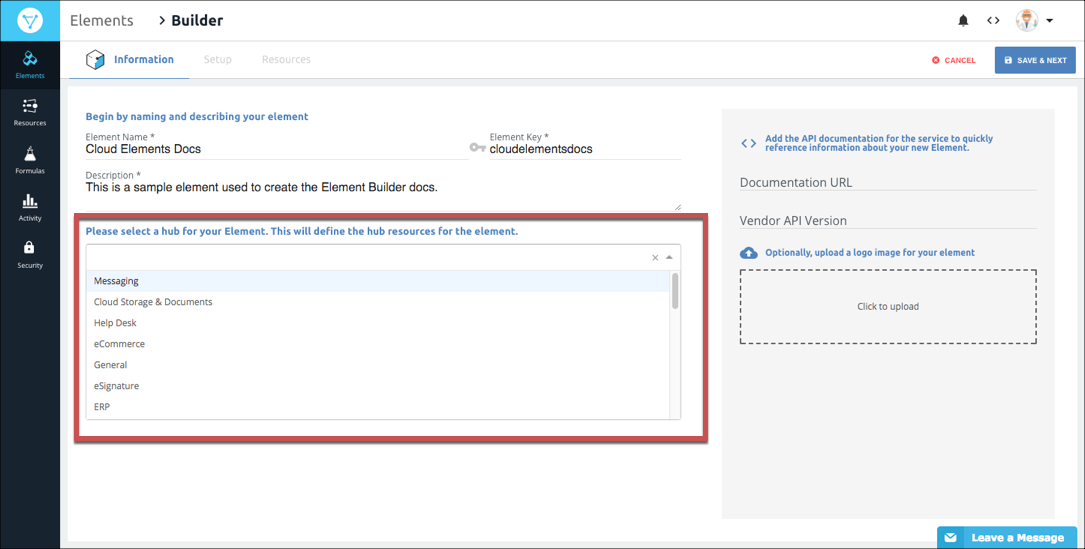 Elements > Builder
Elements
Resources
Formulas
Activity
Security
Information Setup Resources
CANCEL
SAVE & NEXT
Begin by naming and describing your element
Element Name *
Cloud Elements Docs
Element Key *
cloudelementsdocs
Description *
This is a sample element used to create the Element Builder docs.
Please select a hub for your Element. This will define the hub resources for the element.
Messaging
Cloud Storage & Documents
Help Desk
eCommerce
General
eSignature
ERP
Add the API documentation for the service to quickly
reference information about your new Element.
Documentation URL
Vendor API Version
Optionally, upload a logo image for your element
Click to upload
Leave a Message